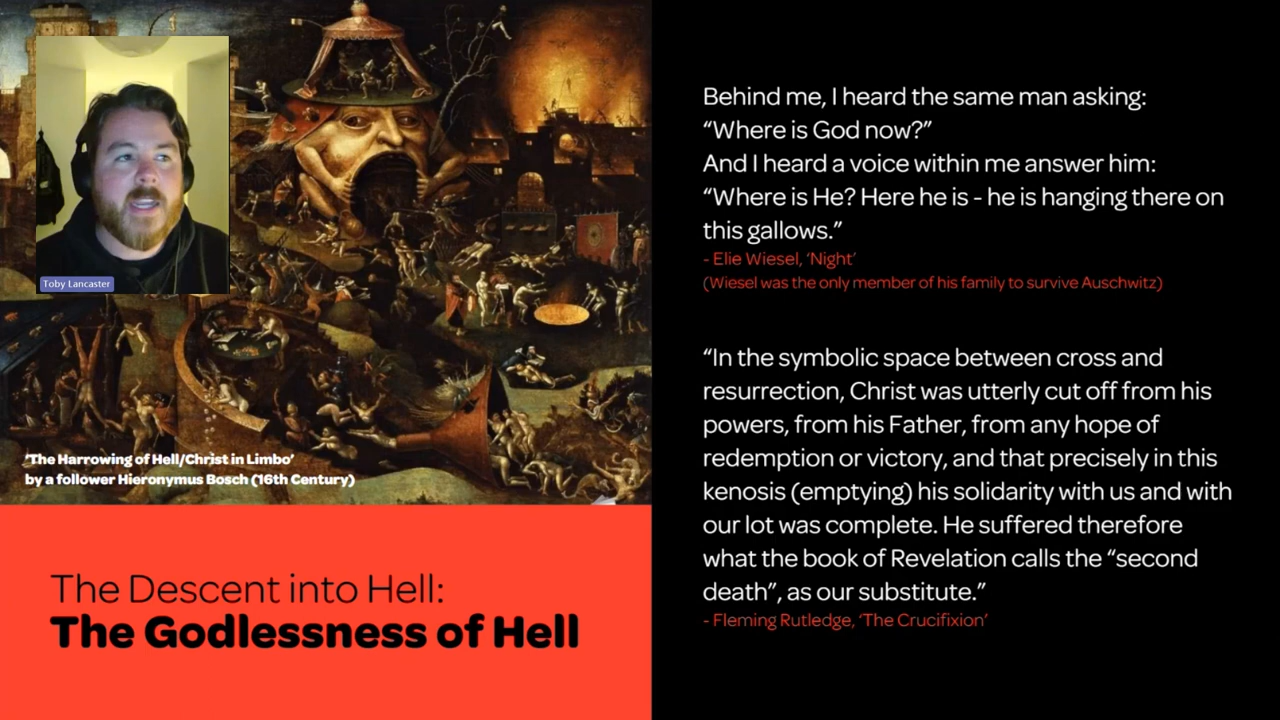 Toby Lancaster
'The Harrowing of Hell/Christ in Limbo'
by a follower Hieronymus Bosch (16th Century)
The Descent into Hell:
The Godlessness of Hell
Behind me, I heard the same man asking:
“Where is God now?”
And I heard a voice within me answer him:
“Where is He? Here he is - he is hanging there on
this gallows.”
- Elie Wiesel, ‘Night’
(Wiesel was the only member of his family to survive Auschwitz)
“In the symbolic space between cross and
resurrection, Christ was utterly cut off from his
powers, from his Father, from any hope of
redemption or victory, and that precisely in this
kenosis (emptying) his solidarity with us and with
our lot was complete. He suffered therefore
what the book of Revelation calls the “second
death”, as our substitute.”
- Fleming Rutledge, ‘The Crucifixion’